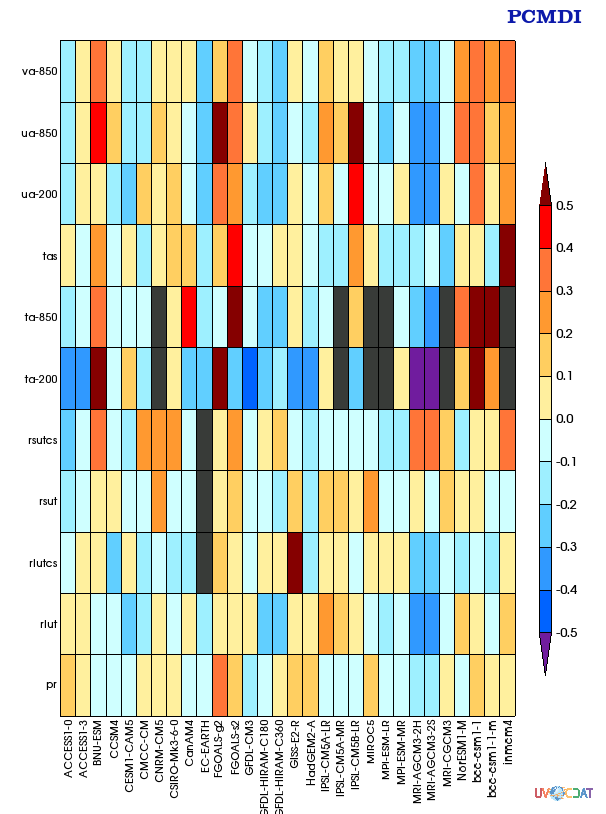 PCMDI
va-850
ua-850
ua-200
tas
ta-850
ta-200
rsutcs
rsut
rlutcs
rlut
pr
0.5
0.4
0.3
0.2
0.1
0.0
-0.1
-0.2
-0.3
-0.4
-0.5
ACCESS1-0
ACCESS1-3
BNU-ESM
CCSM4
CESM1-CAM5
CMCC-CM
CNRM-CM5
CSIRO-Mk3-6-0
CanAM4
EC-EARTH
FGOALS-g2
FGOALS-s2
GFDL-CM3
GFDL-HIRAM-C180
GFDL-HIRAM-C360
GISS-E2-R
HadGEM2-A
IPSL-CM5A-LR
IPSL-CM5A-MR
IPSL-CM5B-LR
MIROC5
MPI-ESM-LR
MPI-ESM-MR
MRI-AGCM3-2H
MRI-AGCM3-2S
MRI-CGCM3
NorESM1-M
bcc-csm1-1
bcc-csm1-1-m
inmcm4
UV CDAT